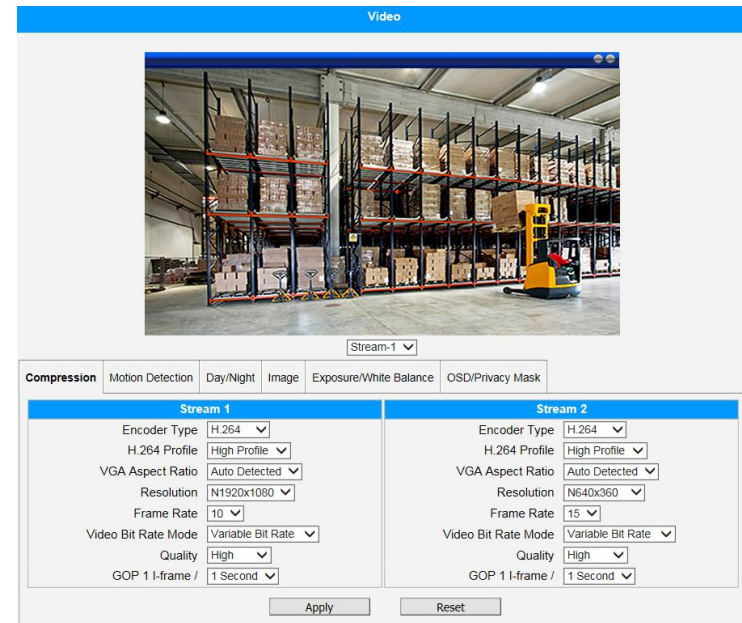 Video
Stream-1
Compression Motion Detection Day/Night Image Exposure/White Balance OSD/Privacy Mask
Stream 1
Encoder Type H.264
H.264 Profile High Profile
VGA Aspect Ratio Auto Detected
Resolution N1920x1080
Frame Rate 10
Video Bit Rate Mode Variable Bit Rate
Quality High
GOP 1 I-frame / 1 Second
Stream 2
Encoder Type H.264
H.264 Profile High Profile
VGA Aspect Ratio Auto Detected
Resolution N640x360
Frame Rate 15
Video Bit Rate Mode Variable Bit Rate
Quality High
GOP 1 I-frame / 1 Second
Apply Reset